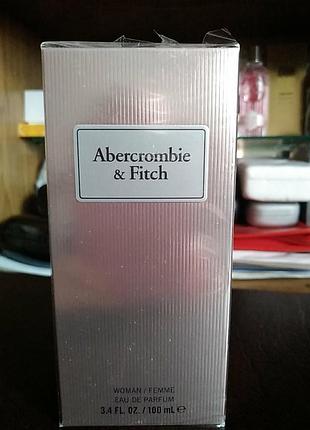 Abercrombie
& Fitch
WOMAN / FEMME
EAU DE PARFUM
3.4 FL. OZ. / 100 mL ℮